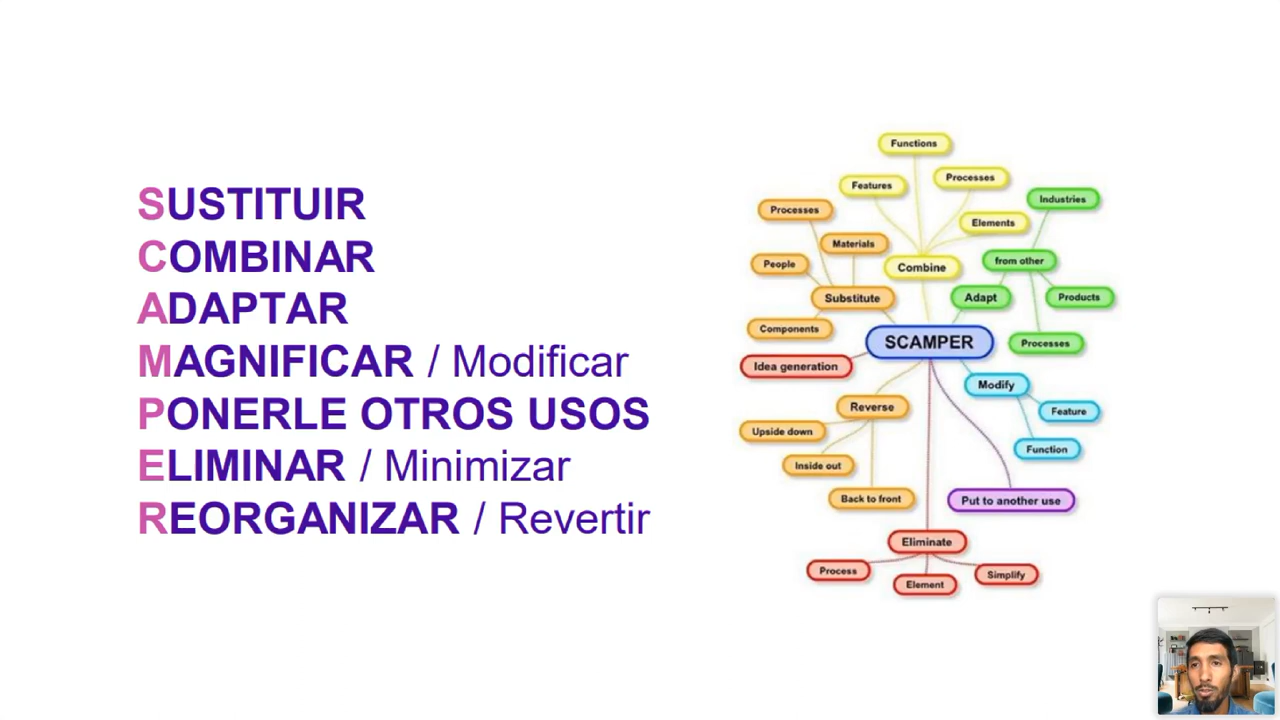 SUSTITUIR
COMBINAR
ADAPTAR
MAGNIFICAR / Modificar
PONERLE OTROS USOS
ELIMINAR / Minimizar
REORGANIZAR / Revertir
Functions
Features
Processes
Elements
Combine
Processes
Materials
People
Substitute
Components
Industries
from other
Adapt
Products
Processes
SCAMPER
Idea generation
Modify
Feature
Function
Reverse
Upside down
Inside out
Back to front
Put to another use
Eliminate
Process
Element
Simplify